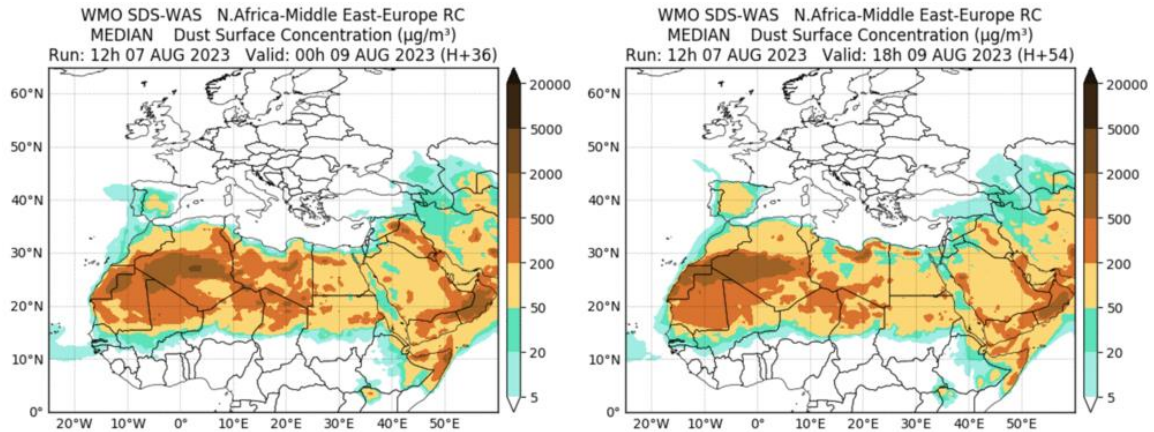 WMO SDS-WAS N.Africa-Middle East-Europe RC
MEDIAN Dust Surface Concentration (µg/m³)
Run: 12h 07 AUG 2023 Valid: 00h 09 AUG 2023 (H+36)
60°N
50°N
40°N
30°N
20°N
10°N
0°
20°W
10°W
0°
10°E
20°E
30°E
40°E
50°E
20000
5000
2000
500
200
50
20
5
WMO SDS-WAS N.Africa-Middle East-Europe RC
MEDIAN Dust Surface Concentration (µg/m³)
Run: 12h 07 AUG 2023 Valid: 18h 09 AUG 2023 (H+54)
60°N
50°N
40°N
30°N
20°N
10°N
0°
20°W
10°W
0°
10°E
20°E
30°E
40°E
50°E
20000
5000
2000
500
200
50
20
5